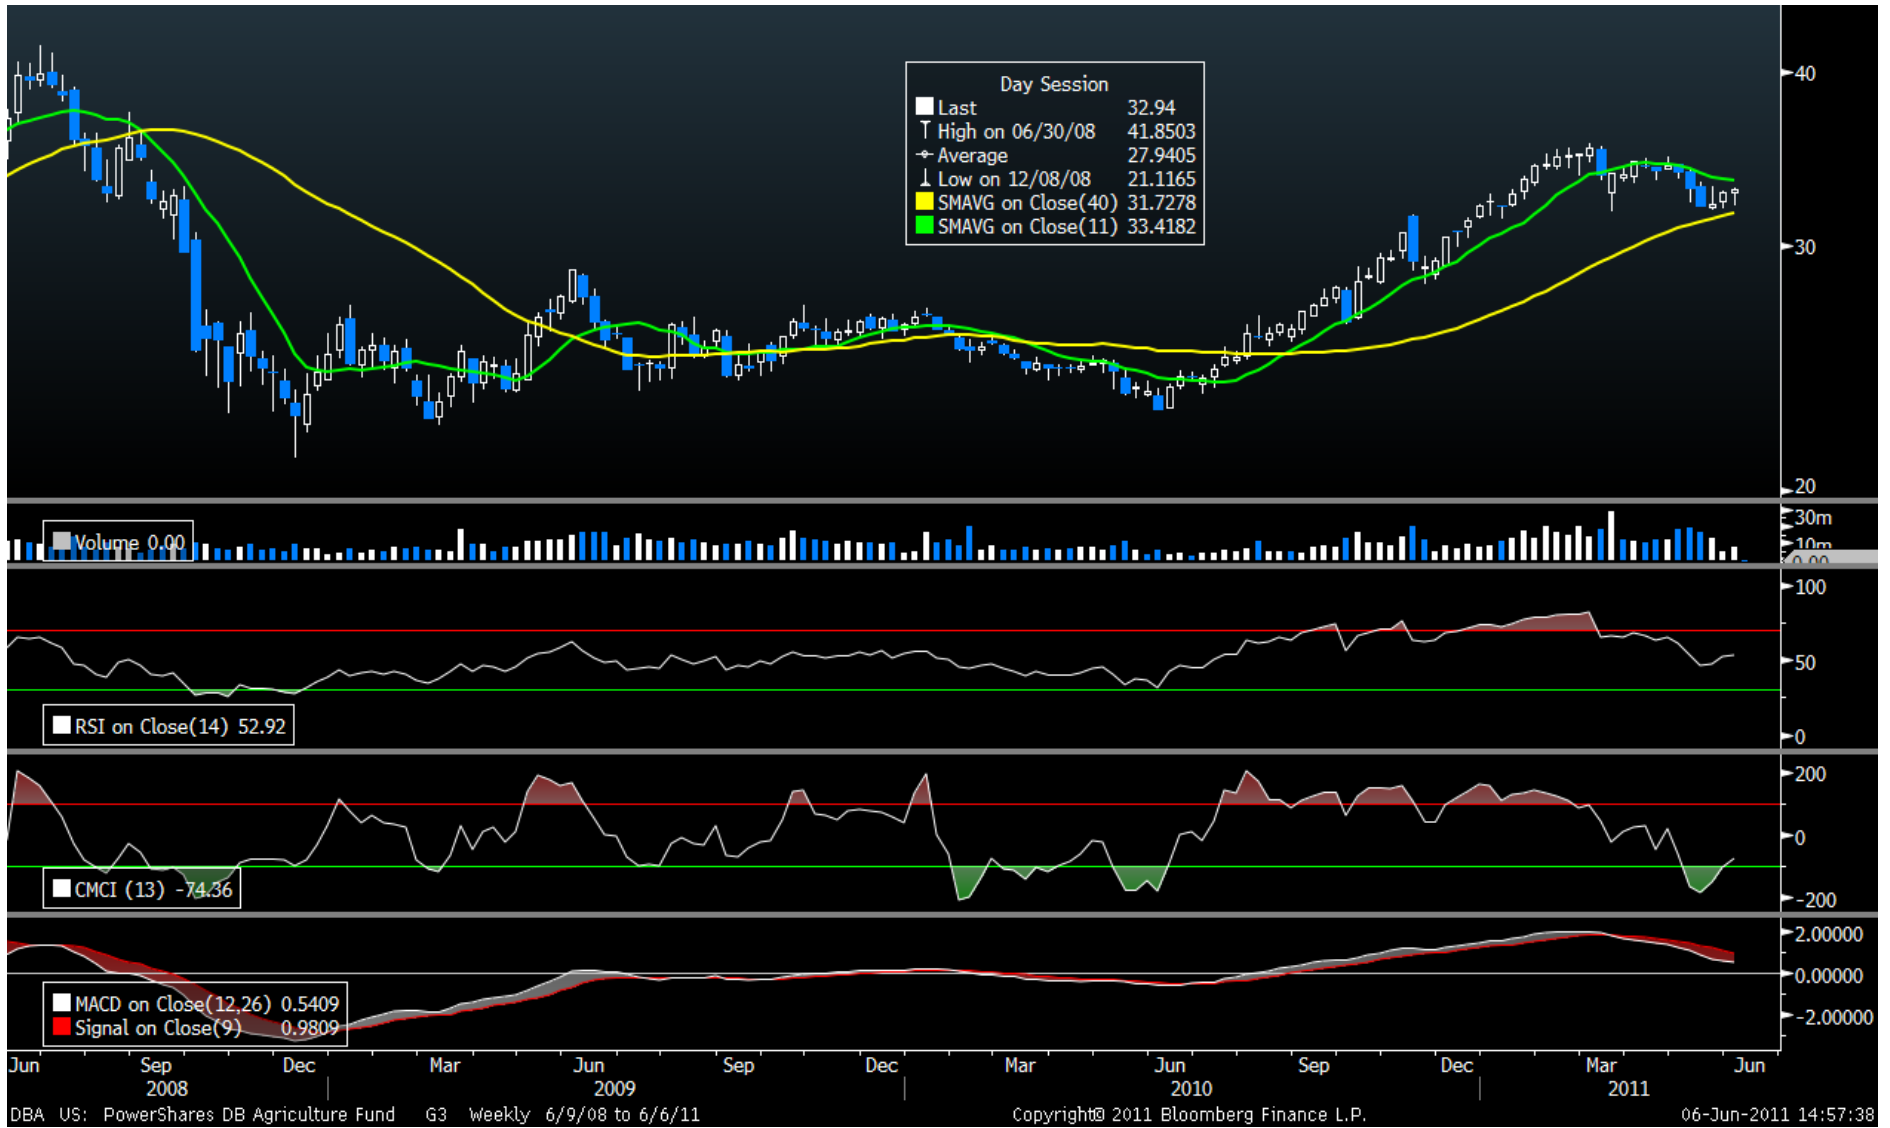 Day Session
Last 32.94
High on 06/30/08 41.8503
Average 27.9405
Low on 12/08/08 21.1165
SMAVG on Close(40) 31.7278
SMAVG on Close(11) 33.4182
40
30
20
Volume 0.00
30m
10m
0.00
100
50
0
RSI on Close(14) 52.92
200
0
-200
CMCI (13) -74.36
2.00000
0.00000
-2.00000
MACD on Close(12,26) 0.5409
Signal on Close(9) 0.9809
Jun Sep Dec Mar Jun Sep Dec Mar Jun Sep Dec Mar Jun
2008 2009 2010 2011
DBA US: PowerShares DB Agriculture Fund G3 Weekly 6/9/08 to 6/6/11 Copyright© 2011 Bloomberg Finance L.P. 06-Jun-2011 14:57:38